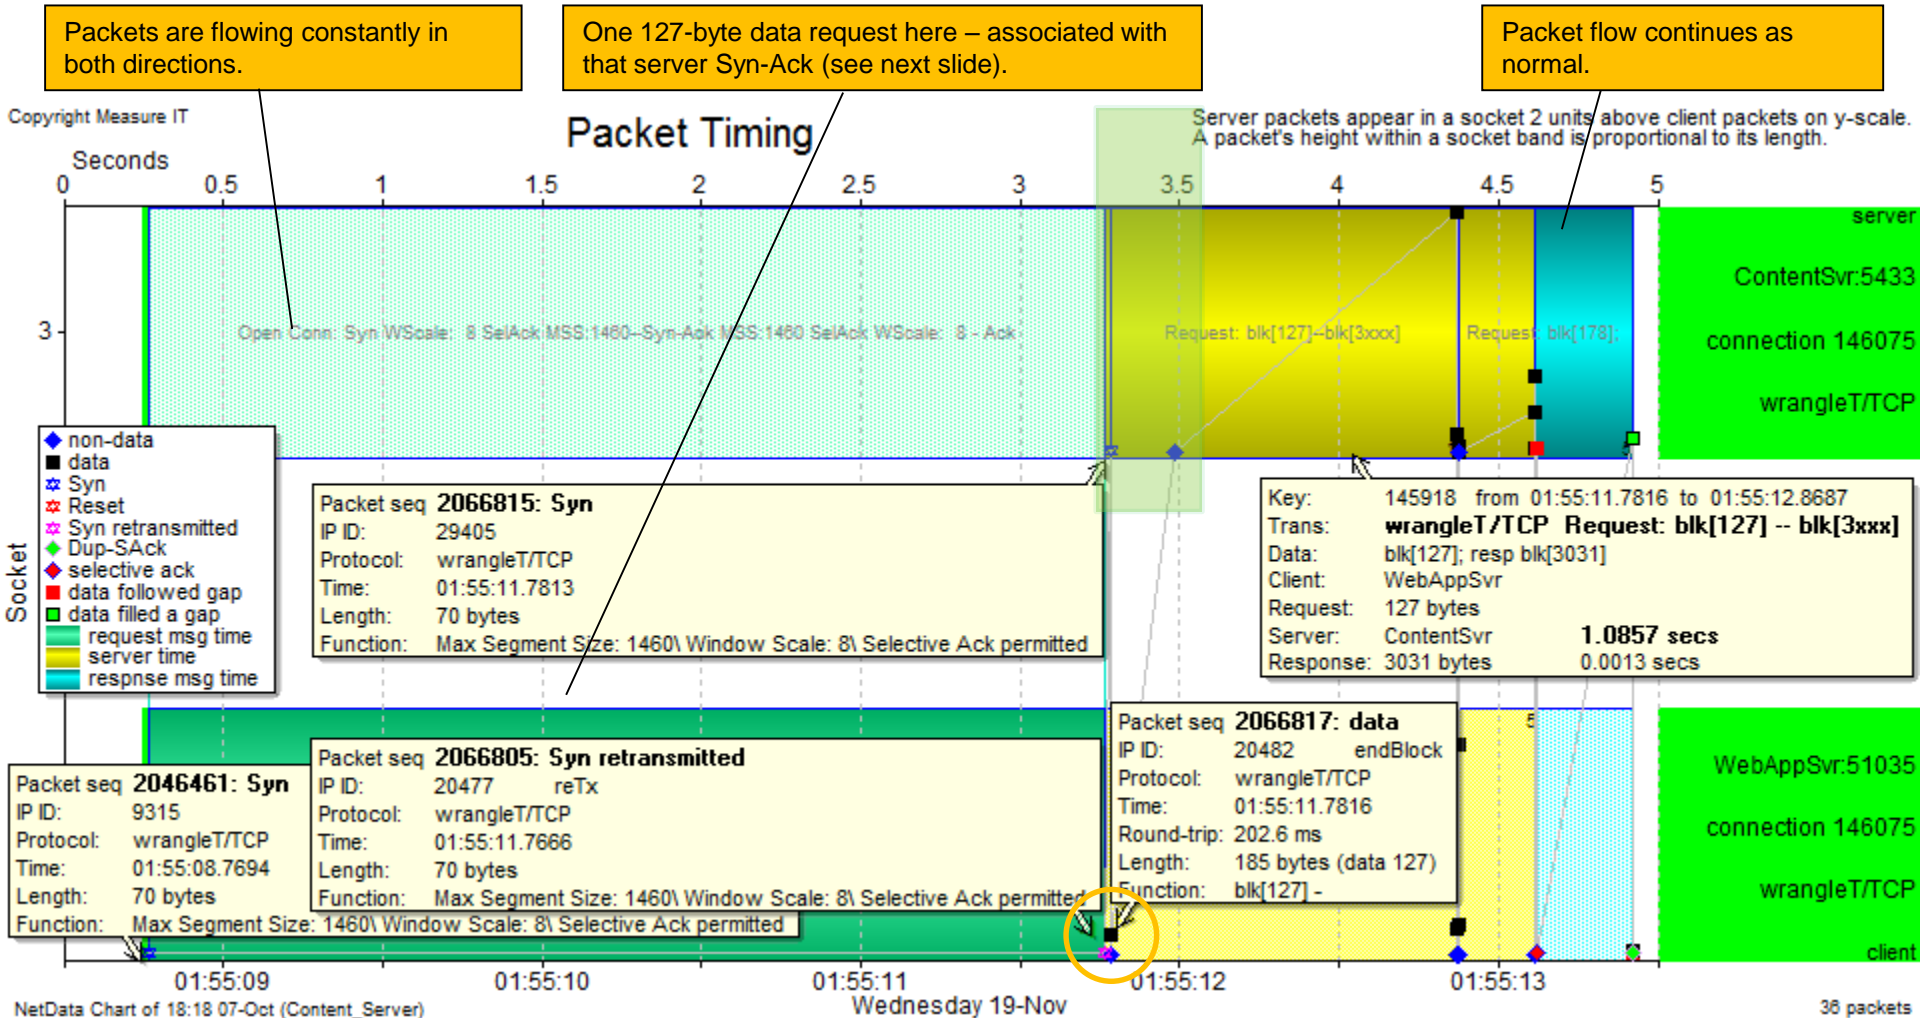 Packets are flowing constantly in
both directions.
One 127-byte data request here – associated with
that server Syn-Ack (see next slide).
Packet flow continues as
normal.
Copyright Measure IT
Packet Timing
Server packets appear in a socket 2 units above client packets on y-scale.
A packet's height within a socket band is proportional to its length.
Seconds
0 0.5 1 1.5 2 2.5 3 3.5 4 4.5 5
server
ContentSvr:5433
connection 146075
wrangleT/TCP
3
Open Conn: Syn WScale: 8 SelAck MSS:1460--Syn-Ack MSS:1460 SelAck WScale: 8 - Ack
Request: blk[127]--blk[3xxx]
Request: blk[178];
Socket
non-data
data
Syn
Reset
Syn retransmitted
Dup-SAck
selective ack
data followed gap
data filled a gap
request msg time
server time
respnse msg time
Packet seq 2066815: Syn
IP ID: 29405
Protocol: wrangleT/TCP
Time: 01:55:11.7813
Length: 70 bytes
Function: Max Segment Size: 1460\ Window Scale: 8\ Selective Ack permitted
Key: 145918 from 01:55:11.7816 to 01:55:12.8687
Trans: wrangleT/TCP Request: blk[127] -- blk[3xxx]
Data: blk[127]; resp blk[3031]
Client: WebAppSvr
Request: 127 bytes
Server: ContentSvr 1.0857 secs
Response: 3031 bytes 0.0013 secs
Packet seq 2046461: Syn
IP ID: 9315
Protocol: wrangleT/TCP
Time: 01:55:08.7694
Length: 70 bytes
Function: Max Segment Size: 1460\ Window Scale: 8\ Selective Ack permitted
Packet seq 2066805: Syn retransmitted
IP ID: 20477 reTx
Protocol: wrangleT/TCP
Time: 01:55:11.7666
Length: 70 bytes
Function: Max Segment Size: 1460\ Window Scale: 8\ Selective Ack permitted
Packet seq 2066817: data
IP ID: 20482 endBlock
Protocol: wrangleT/TCP
Time: 01:55:11.7816
Round-trip: 202.6 ms
Length: 185 bytes (data 127)
Function: blk[127] -
5
WebAppSvr:51035
connection 146075
wrangleT/TCP
client
01:55:09 01:55:10 01:55:11 01:55:12 01:55:13
Wednesday 19-Nov
NetData Chart of 18:18 07-Oct (Content_Server)
36 packets